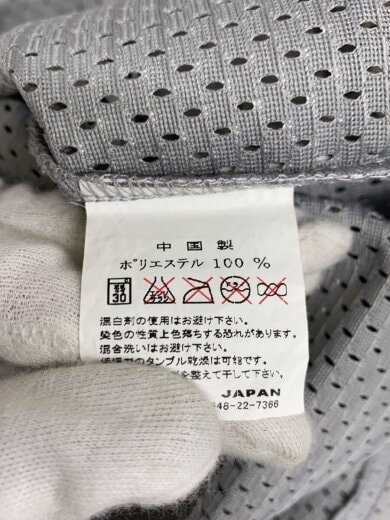 中国製
ポリエステル 100 %
弱
30
漂白剤の使用はお避け下さい。
染色の性質上色落ちする恐れがあります。
混合洗いはお避け下さい。
でのタンブル乾燥は可能です。
を整えて干して下さい。
JAPAN
48-22-7366